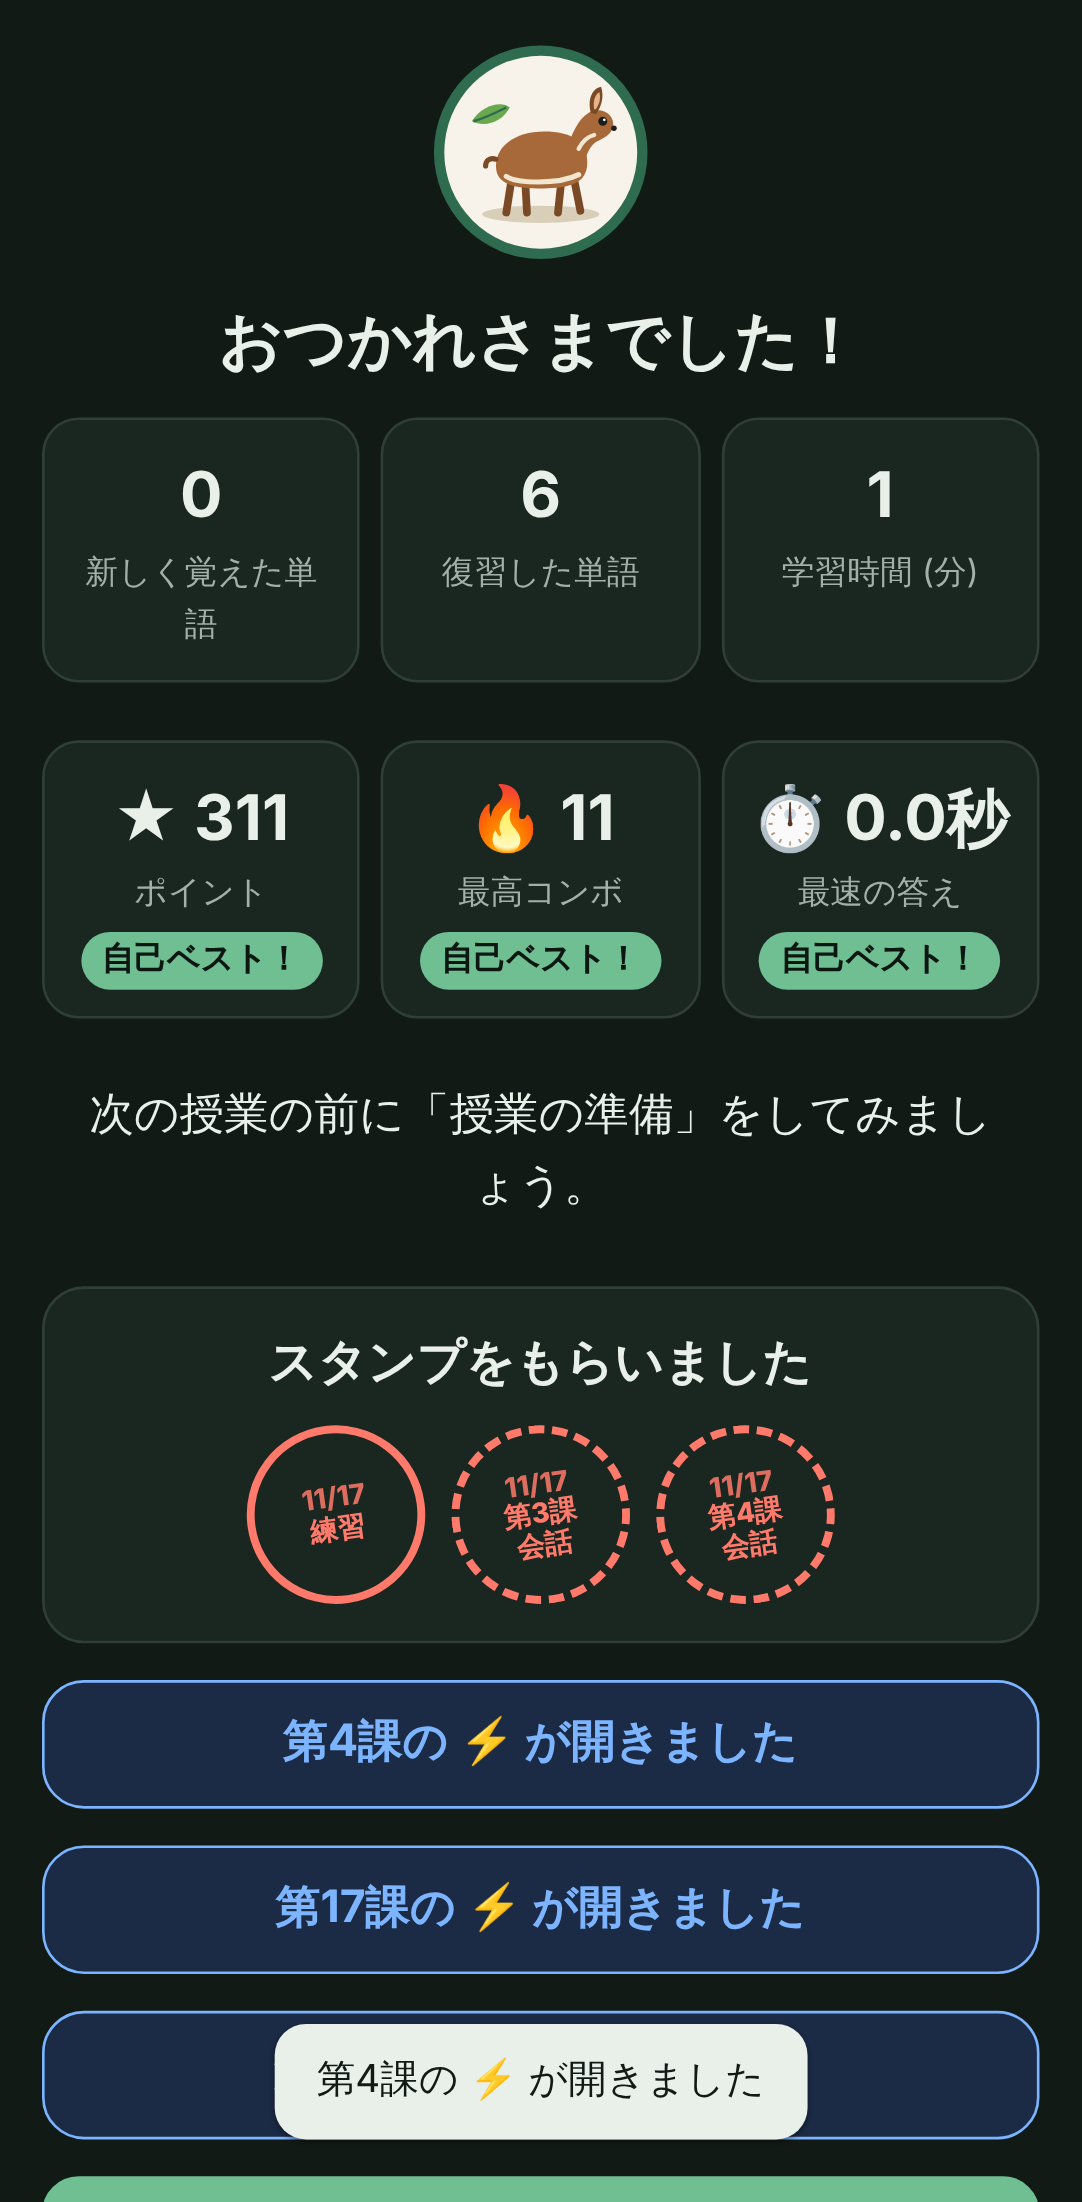 おつかれさまでした！
0
新しく覚えた単
語
6
復習した単語
1
学習時間 (分)
★ 311
ポイント
自己ベスト！
🔥 11
最高コンボ
自己ベスト！
⏱️ 0.0秒
最速の答え
自己ベスト！
次の授業の前に「授業の準備」をしてみまし
ょう。
スタンプをもらいました
11/17
練習
11/17
第3課
会話
11/17
第4課
会話
第4課の ⚡ が開きました
第17課の ⚡ が開きました
第4課の ⚡ が開きました